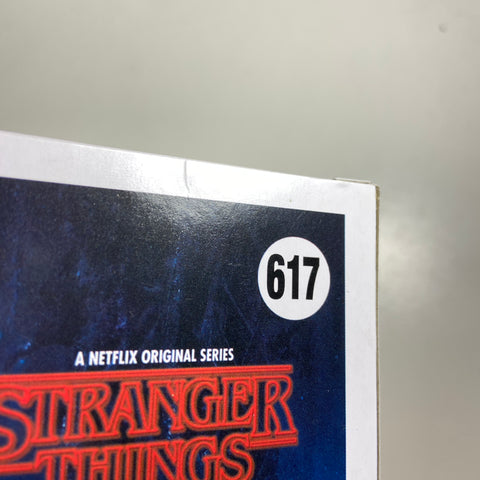 617
A NETFLIX ORIGINAL SERIES
STRANGER
THINGS